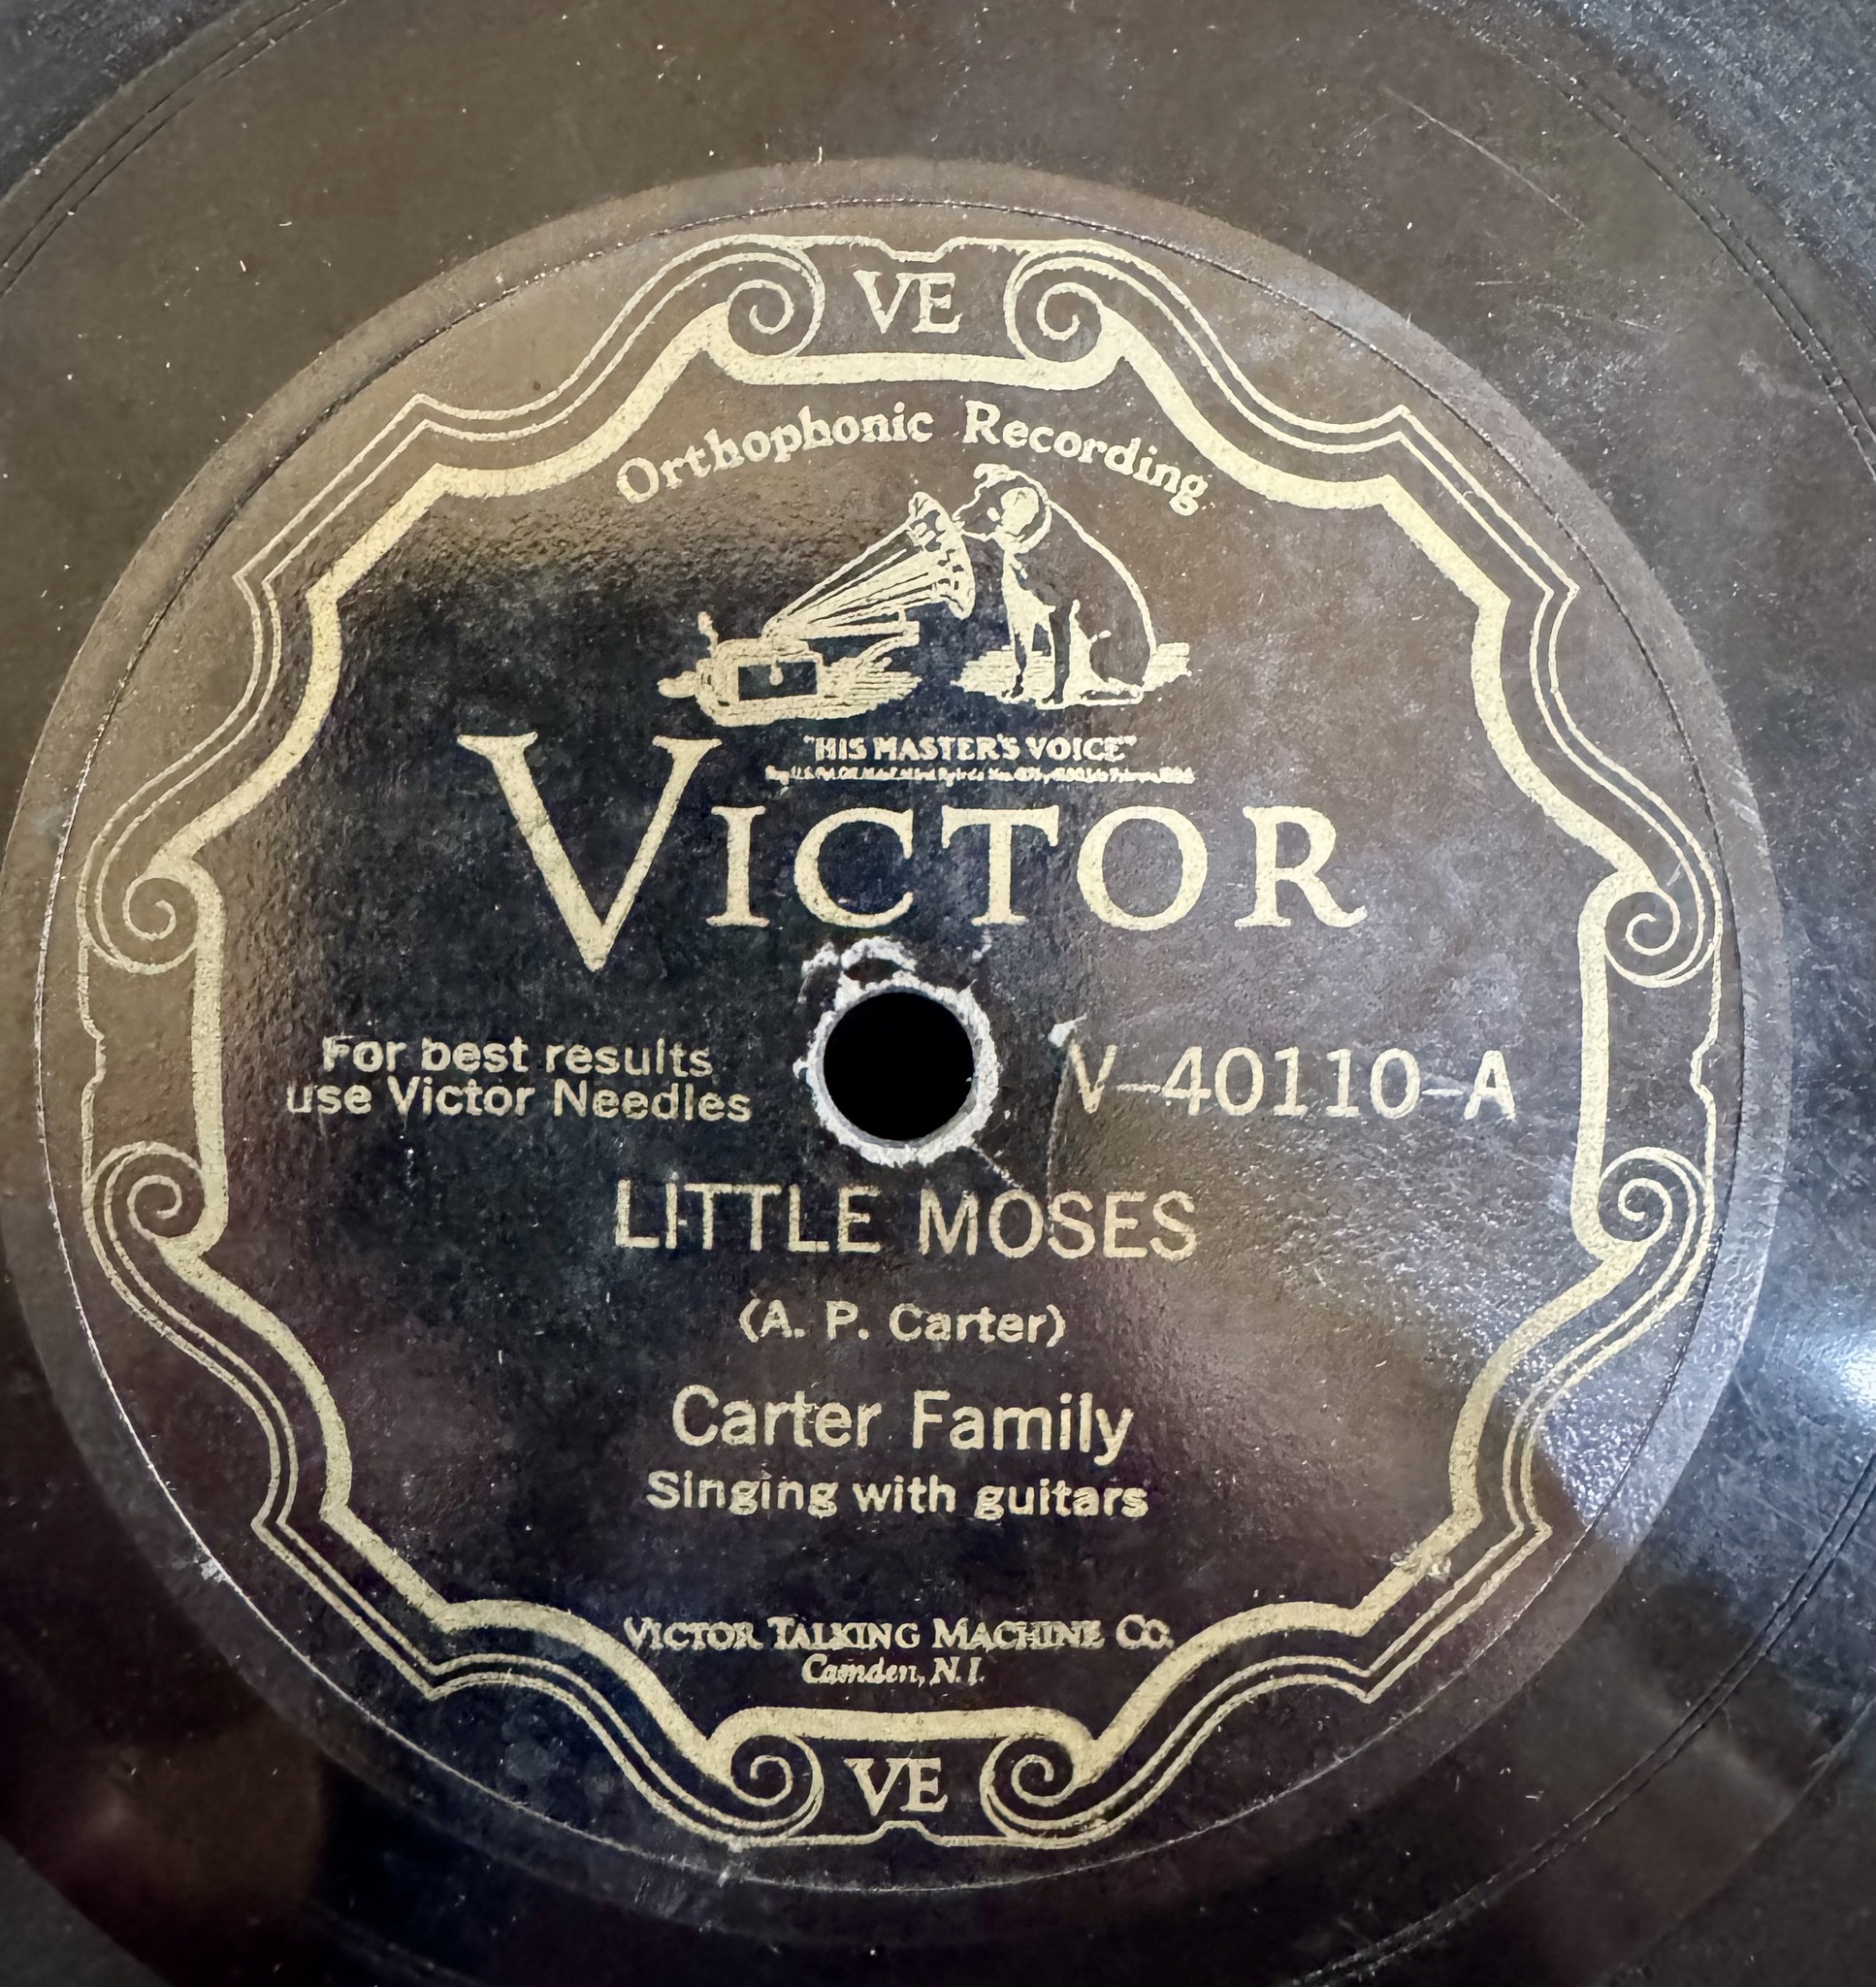 VE
Orthophonic Recording
"HIS MASTER'S VOICE"
VICTOR
For best results
use Victor Needles
V-40110-A
LITTLE MOSES
(A. P. Carter)
Carter Family
Singing with guitars
VICTOR TALKING MACHINE CO.
Camden, N.J.
VE